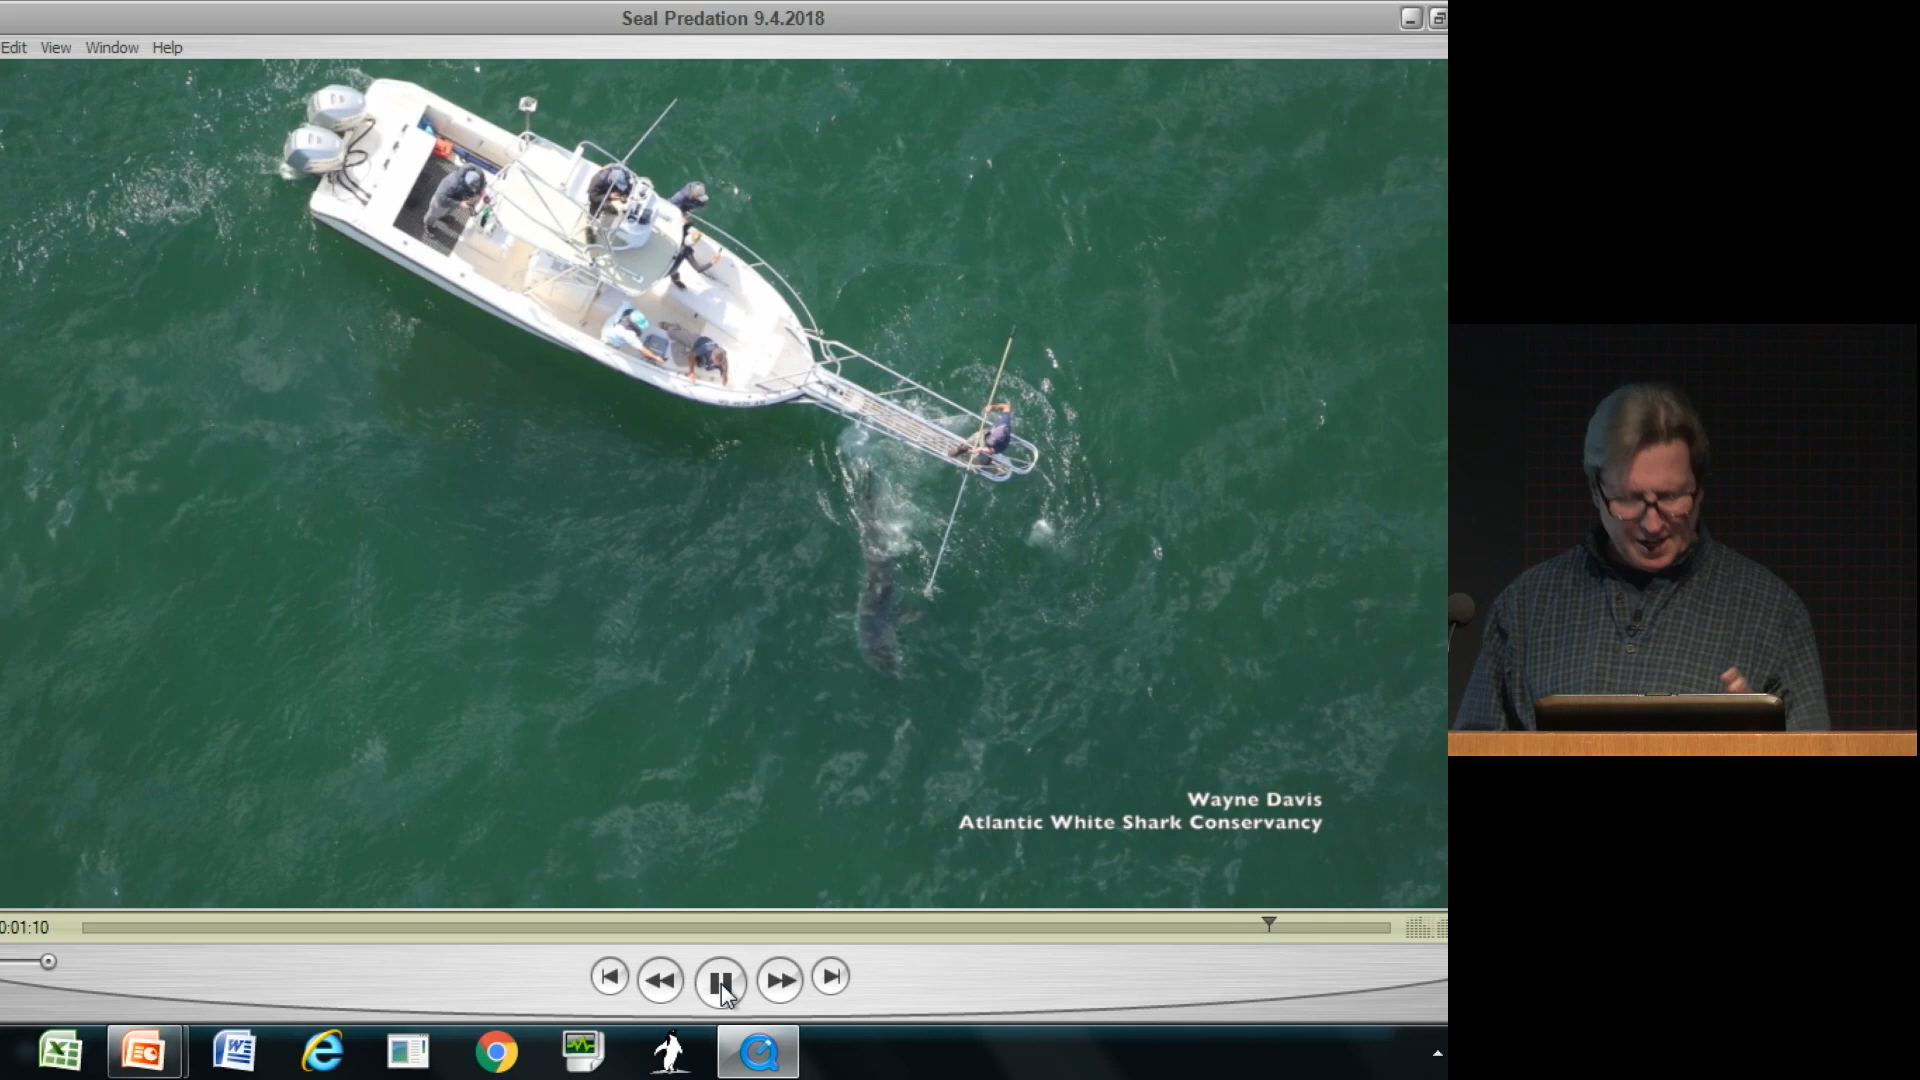 Seal Predation 9.4.2018
Edit View Window Help
Wayne Davis
Atlantic White Shark Conservancy
0:01:10